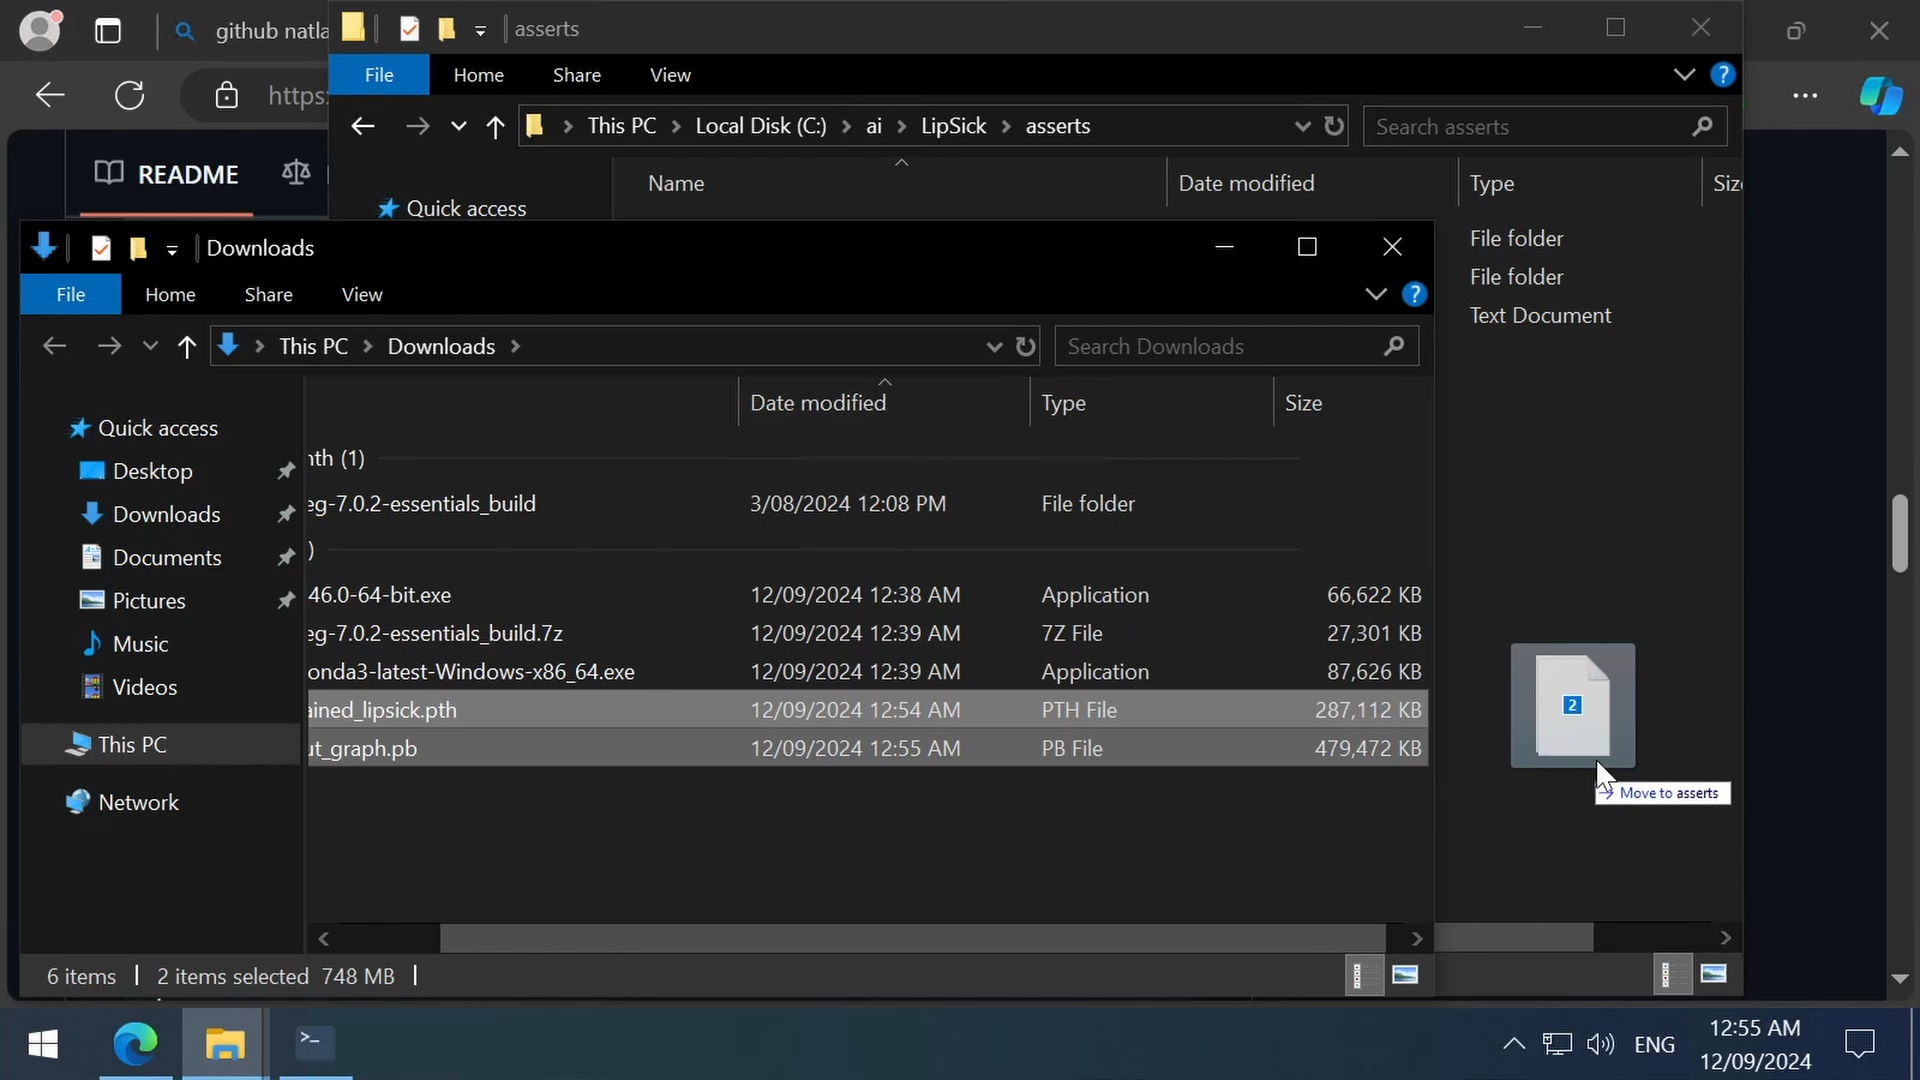 github natla
asserts
File Home Share View
https:
This PC Local Disk (C:) ai LipSick asserts
Search asserts
README
Name Date modified Type Siz
Quick access
File folder
File folder
Text Document
Downloads
File Home Share View
This PC Downloads
Search Downloads
Date modified Type Size
Quick access
Desktop
Downloads
Documents
Pictures
Music
Videos
This PC
Network
nth (1)
eg-7.0.2-essentials_build 3/08/2024 12:08 PM File folder
)
46.0-64-bit.exe 12/09/2024 12:38 AM Application 66,622 KB
eg-7.0.2-essentials_build.7z 12/09/2024 12:39 AM 7Z File 27,301 KB
onda3-latest-Windows-x86_64.exe 12/09/2024 12:39 AM Application 87,626 KB
ained_lipsick.pth 12/09/2024 12:54 AM PTH File 287,112 KB
ut_graph.pb 12/09/2024 12:55 AM PB File 479,472 KB
2
Move to asserts
6 items 2 items selected 748 MB
ENG
12:55 AM
12/09/2024